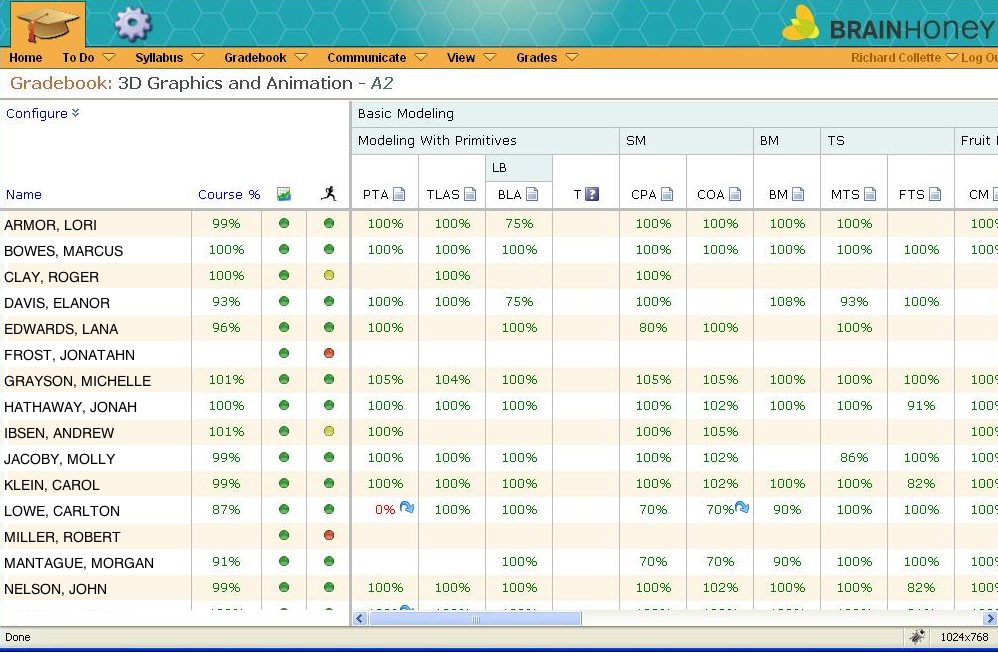 BRAINHONEY
Home To Do Syllabus Gradebook Communicate View Grades Richard Collette Log Ou
Gradebook: 3D Graphics and Animation - A2
Configure Basic Modeling
Modeling With Primitives SM BM TS Fruit
LB
Name Course % PTA TLAS BLA T ? CPA COA BM MTS FTS CM
ARMOR, LORI 99% 100% 100% 75% 100% 100% 100% 100% 100%
BOWES, MARCUS 100% 100% 100% 100% 100% 100% 100% 100% 100% 100%
CLAY, ROGER 100% 100% 100%
DAVIS, ELANOR 93% 100% 100% 75% 100% 108% 93% 100%
EDWARDS, LANA 96% 100% 100% 80% 100% 100%
FROST, JONATAHN
GRAYSON, MICHELLE 101% 105% 104% 100% 105% 105% 100% 100% 100% 100%
HATHAWAY, JONAH 100% 100% 100% 100% 100% 102% 100% 100% 91% 100%
IBSEN, ANDREW 101% 100% 100% 105% 100%
JACOBY, MOLLY 99% 100% 100% 100% 100% 102% 86% 100% 100%
KLEIN, CAROL 99% 100% 100% 100% 100% 102% 100% 100% 82% 100%
LOWE, CARLTON 87% 0% 100% 100% 70% 70% 90% 100% 100% 100%
MILLER, ROBERT
MANTAGUE, MORGAN 91% 100% 70% 70% 90% 100% 100% 100%
NELSON, JOHN 99% 100% 100% 100% 100% 102% 100% 100% 82% 100%
Done 1024x768